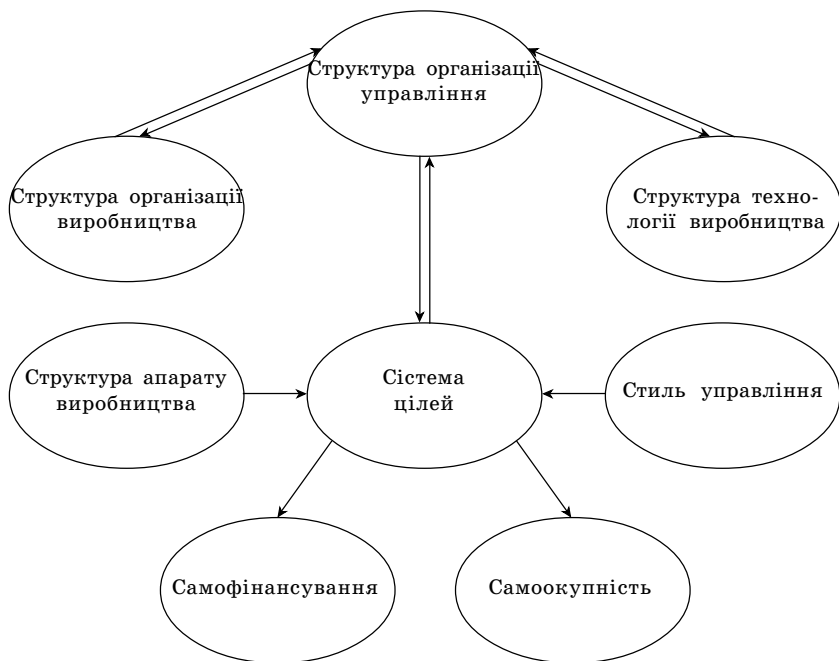 Структура організації
управління
Структура організації
виробництва
Структура техно-
логії виробництва
Структура апарату
виробництва
Сістема
цілей
Стиль управління
Самофінансування
Самоокупність